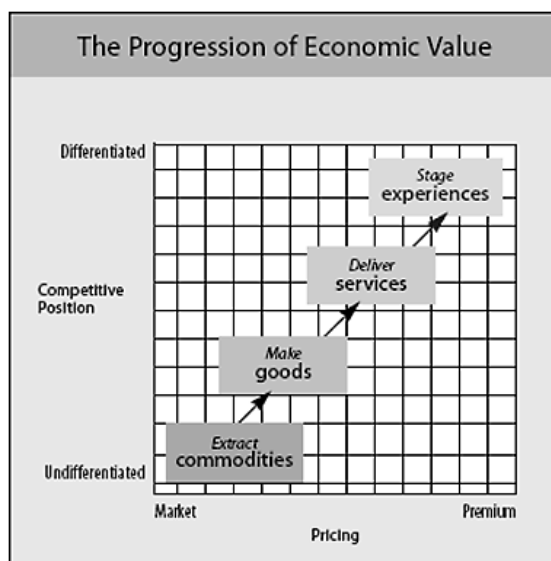 The Progression of Economic Value
Differentiated
Stage
experiences
Deliver
services
Competitive
Position
Make
goods
Extract
commodities
Undifferentiated
Market
Premium
Pricing